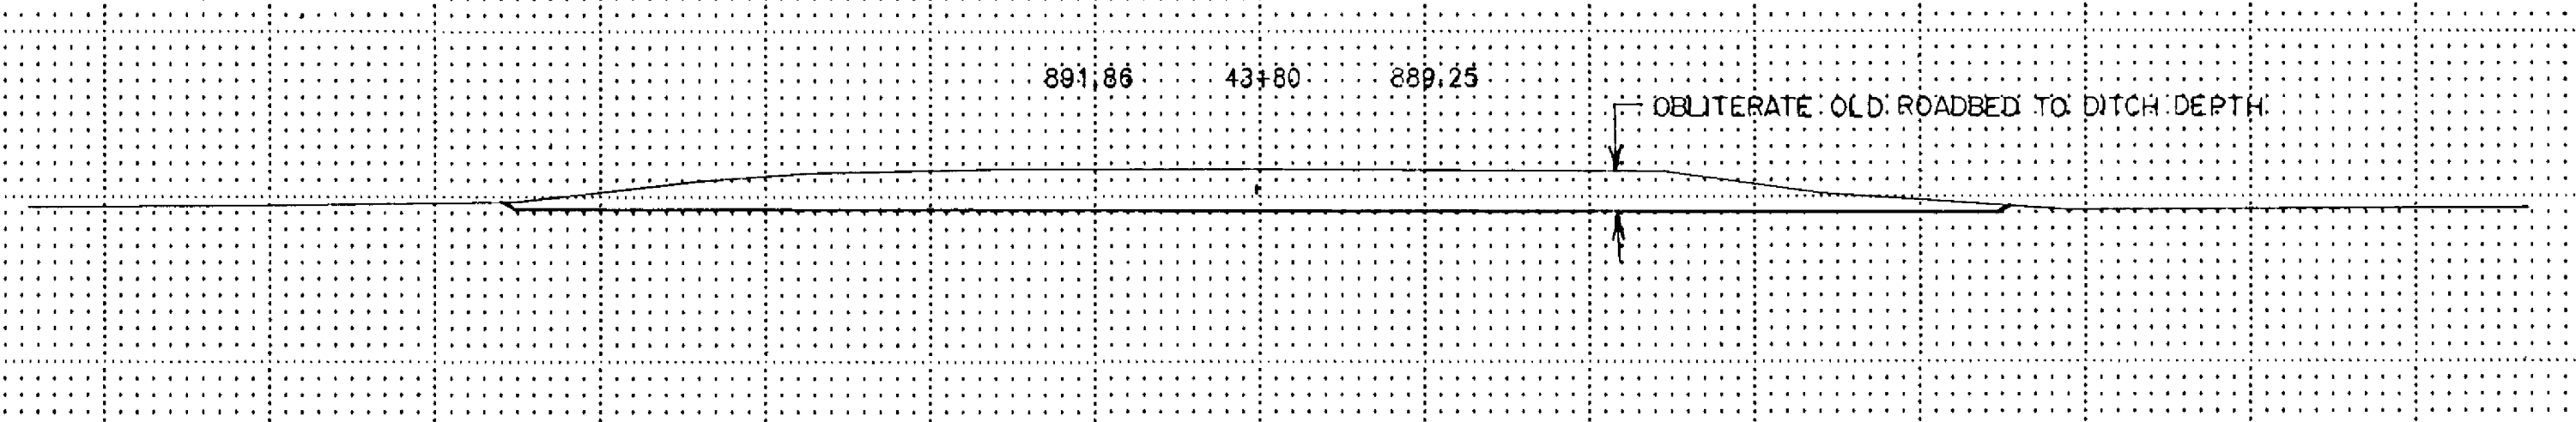 891.86 43+80 889.25
OBLITERATE OLD ROADBED TO DITCH DEPTH